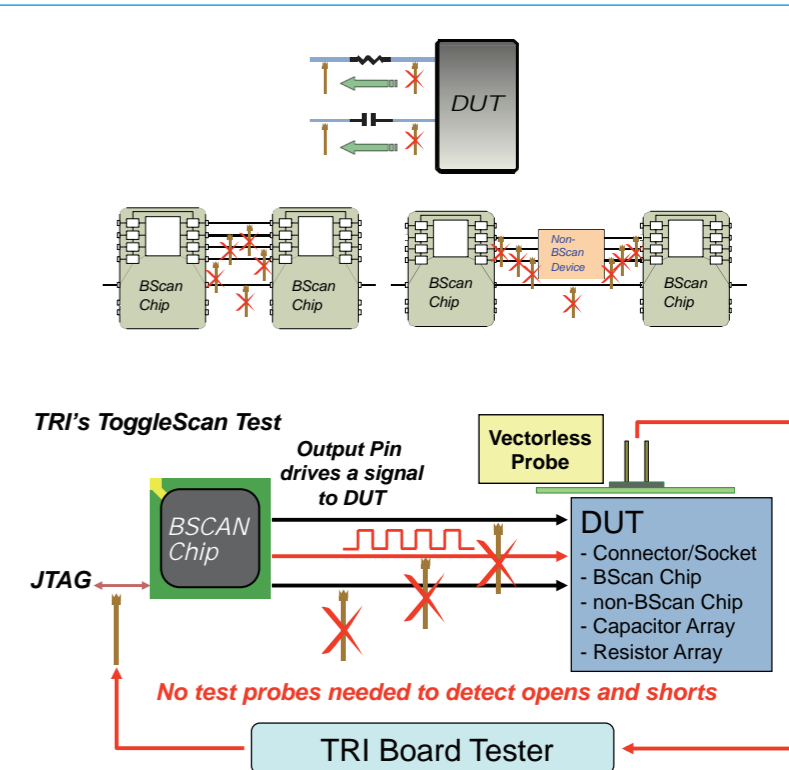 DUT
BScan
Chip
BScan
Chip
BScan
Chip
Non-
BScan
Device
BScan
Chip
TRI's ToggleScan Test
Output Pin
drives a signal
to DUT
Vectorless
Probe
BSCAN
Chip
JTAG
DUT
- Connector/Socket
- BScan Chip
- non-BScan Chip
- Capacitor Array
- Resistor Array
No test probes needed to detect opens and shorts
TRI Board Tester